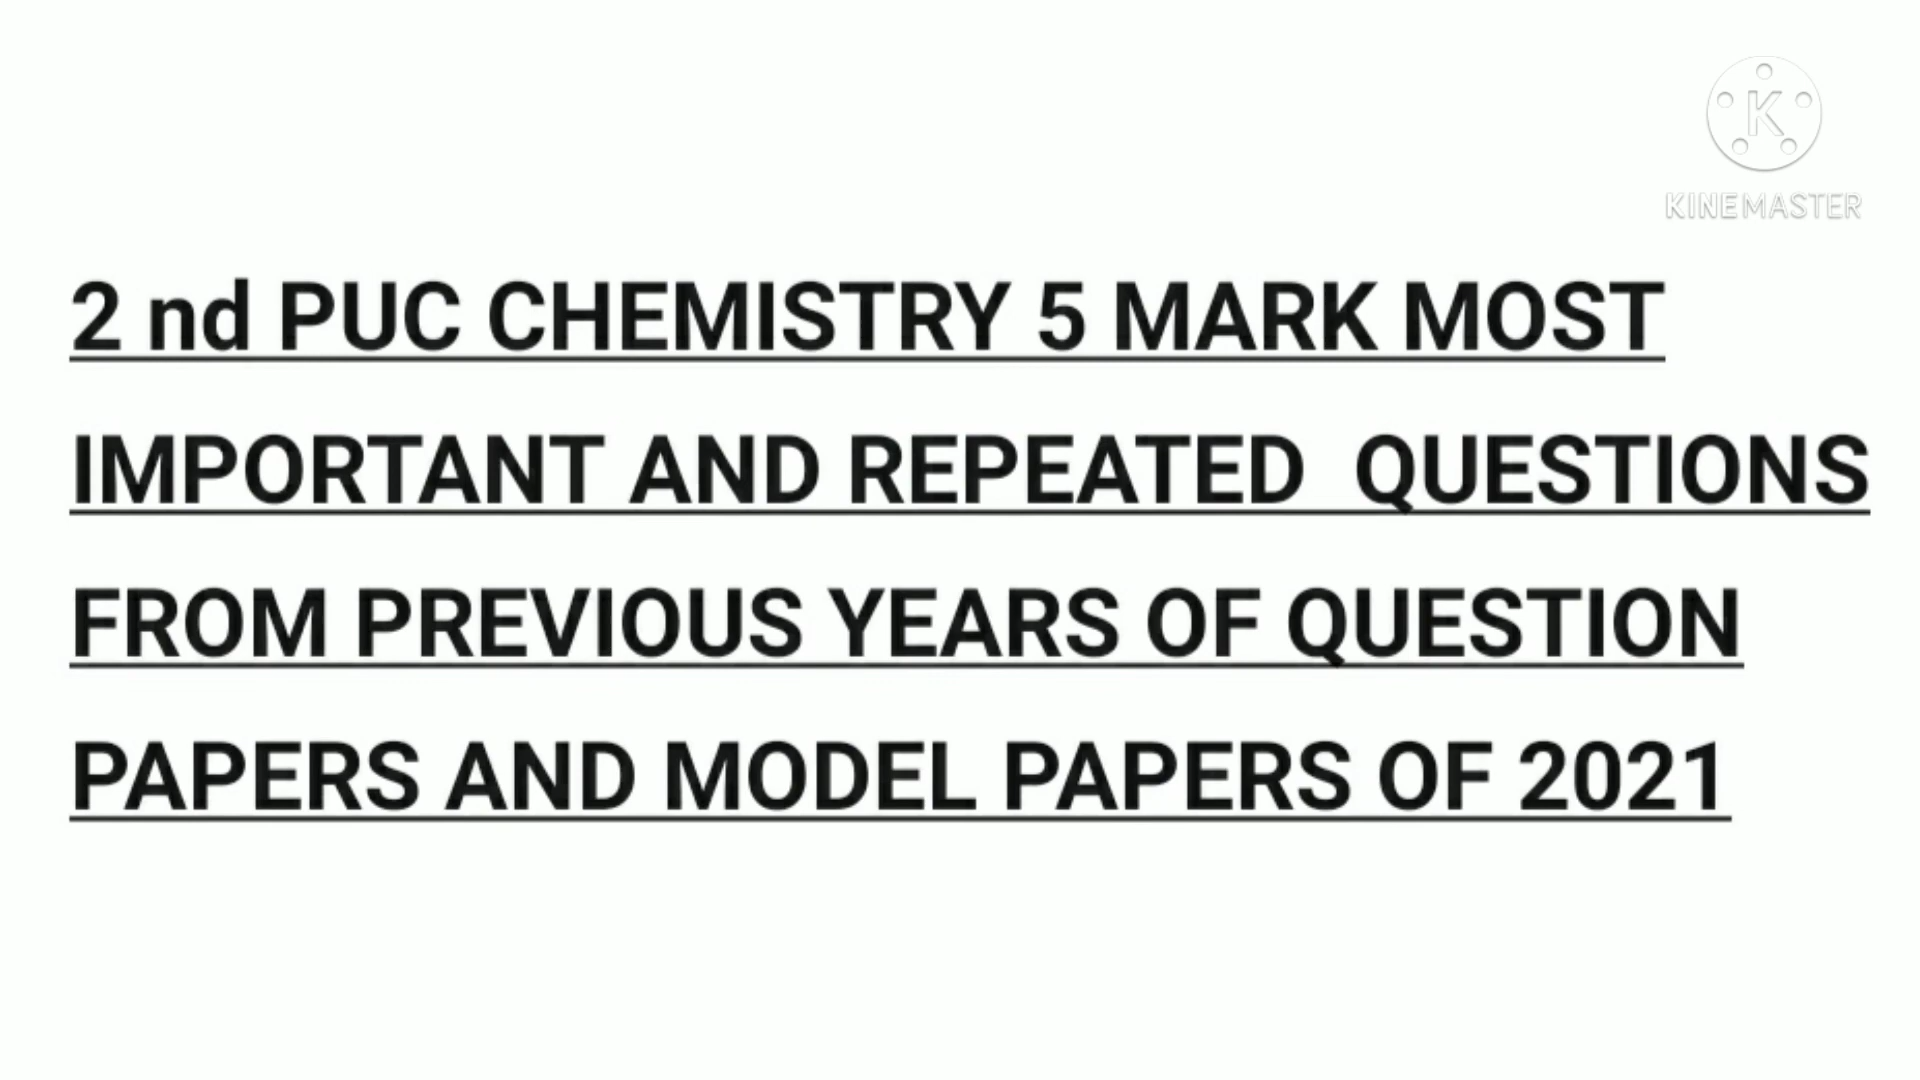 K
KINEMASTER
2 nd PUC CHEMISTRY 5 MARK MOST
IMPORTANT AND REPEATED  QUESTIONS
FROM PREVIOUS YEARS OF QUESTION
PAPERS AND MODEL PAPERS OF 2021